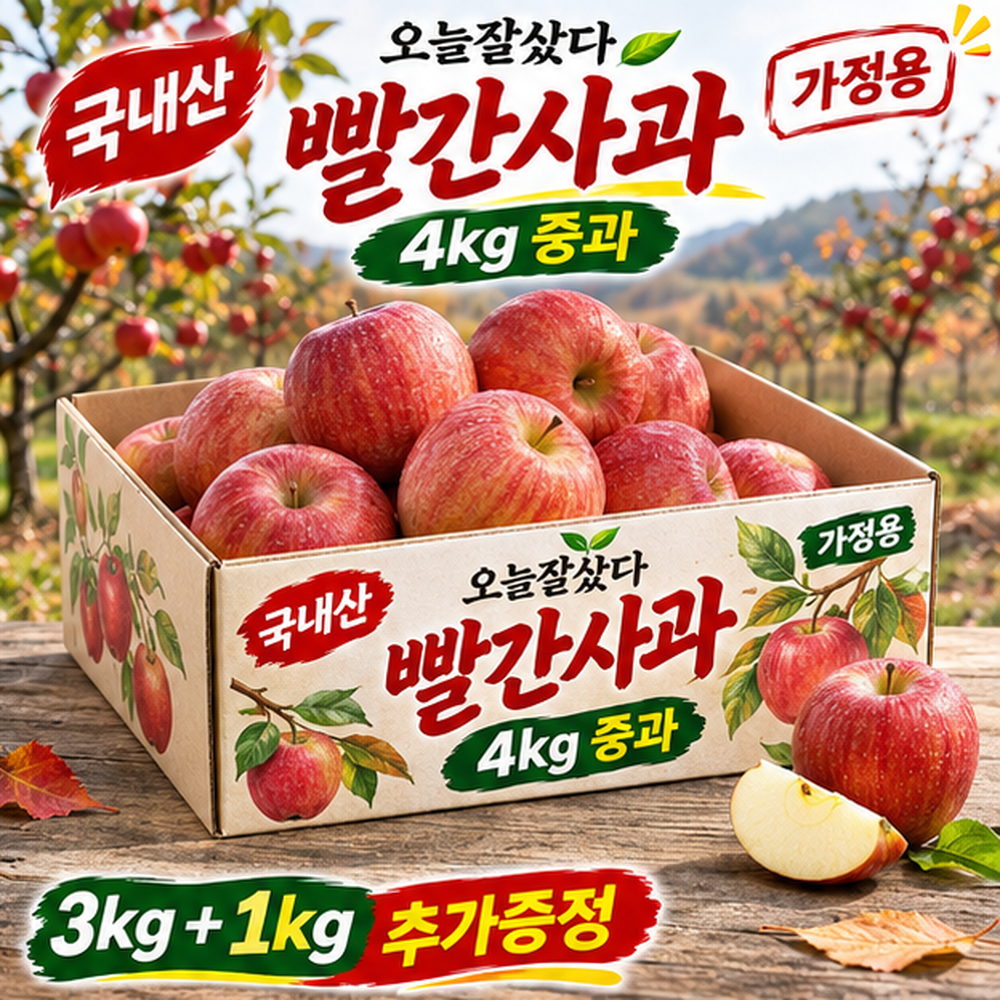 국내산
오늘잘샀다
빨간사과
4kg 중과
가정용
국내산
오늘잘샀다
빨간사과
4kg 중과
가정용
3kg + 1kg 추가증정